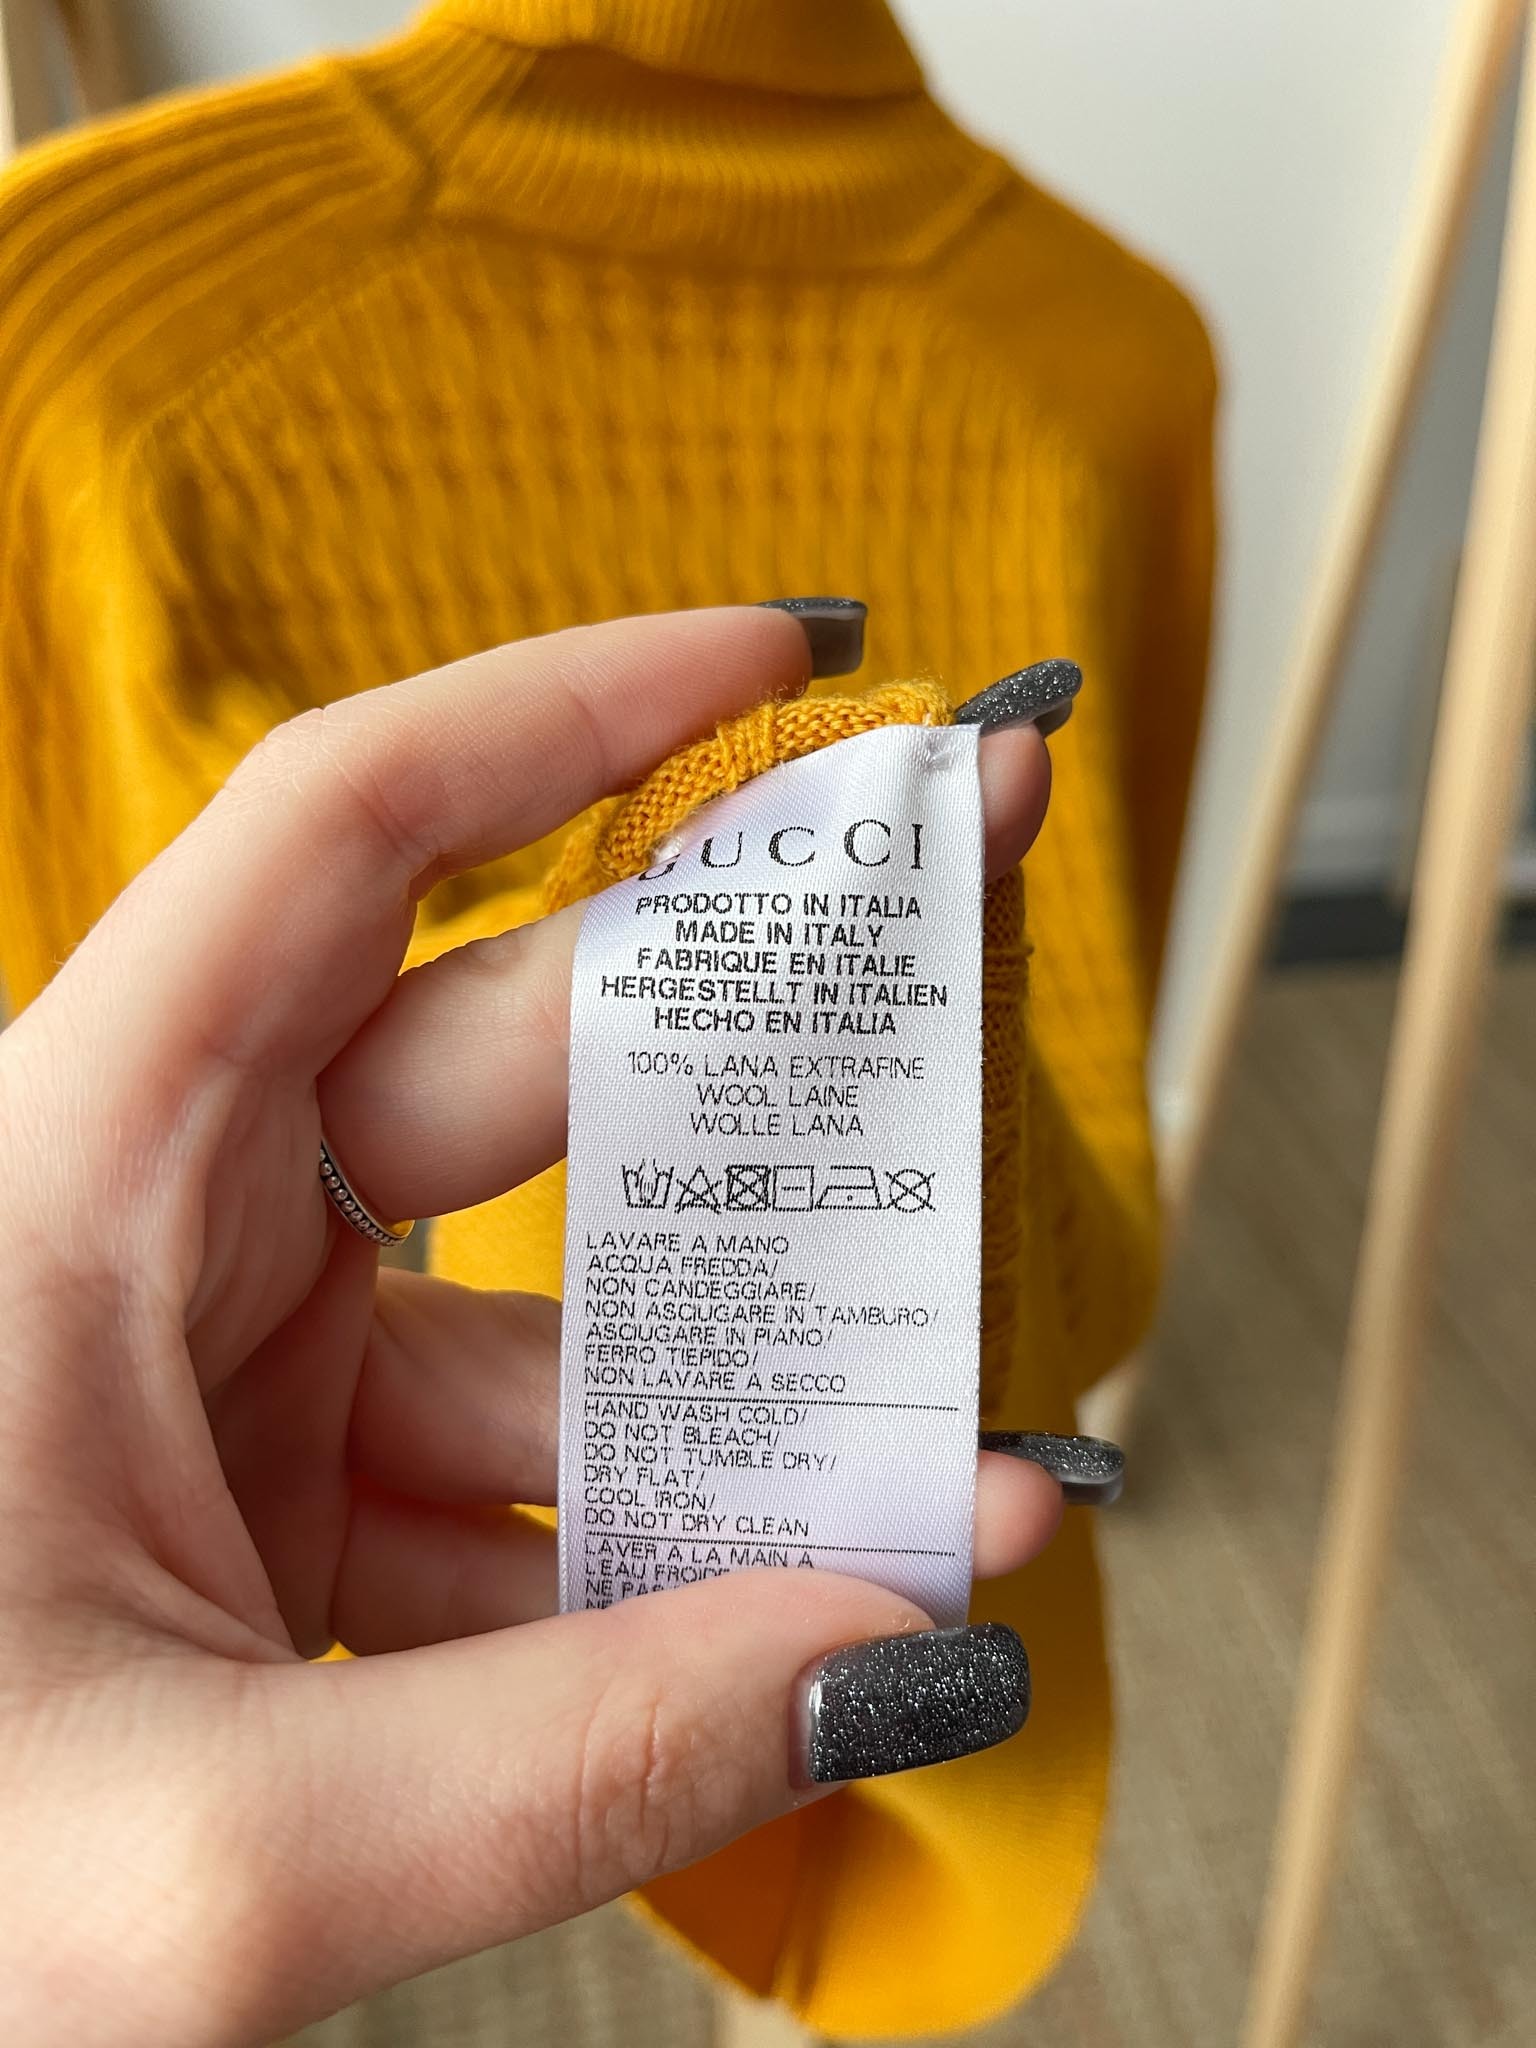 GUCCI
PRODOTTO IN ITALIA
MADE IN ITALY
FABRIQUE EN ITALIE
HERGESTELLT IN ITALIEN
HECHO EN ITALIA
100% LANA EXTRAFINE
WOOL LAINE
WOLLE LANA
LAVARE A MANO
ACQUA FREDDA/
NON CANDEGGIARE/
NON ASCIUGARE IN TAMBURO/
ASCIUGARE IN PIANO/
FERRO TIEPIDO/
NON LAVARE A SECCO
HAND WASH COLD/
DO NOT BLEACH/
DO NOT TUMBLE DRY/
DRY FLAT/
COOL IRON/
DO NOT DRY CLEAN
LAVER A LA MAIN A
L'EAU FROIDE
NE PAS